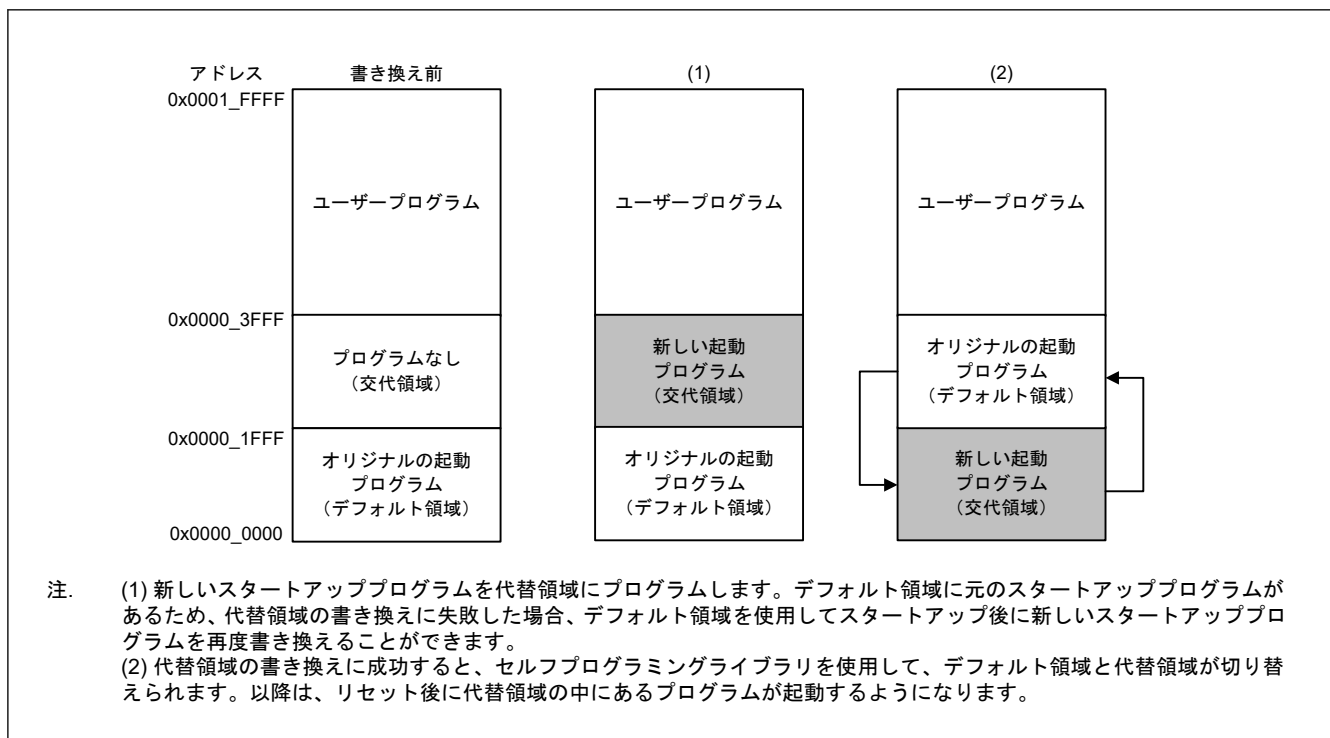 アドレス 書き換え前 (1) (2)
0x0001_FFFF
ユーザープログラム ユーザープログラム ユーザープログラム
0x0000_3FFF
プログラムなし
(交代領域)
新しい起動
プログラム
(交代領域)
オリジナルの起動
プログラム
(デフォルト領域)
0x0000_1FFF
オリジナルの起動
プログラム
(デフォルト領域)
オリジナルの起動
プログラム
(デフォルト領域)
新しい起動
プログラム
(交代領域)
0x0000_0000
注. (1) 新しいスタートアッププログラムを代替領域にプログラムします。デフォルト領域に元のスタートアッププログラムが
あるため、代替領域の書き換えに失敗した場合、デフォルト領域を使用してスタートアップ後に新しいスタートアッププロ
グラムを再度書き換えることができます。
(2) 代替領域の書き換えに成功すると、セルフプログラミングライブラリを使用して、デフォルト領域と代替領域が切り替
えられます。以降は、リセット後に代替領域の中にあるプログラムが起動するようになります。